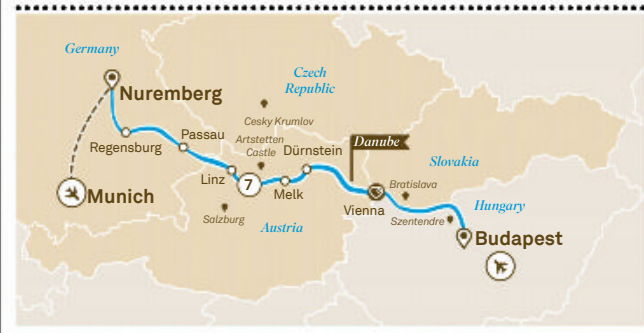 Germany
Czech
Republic
Nuremberg
Cesky Krumlov
Regensburg
Passau
Artstetten
Castle
Dürnstein
Danube
Slovakia
Linz
7
Melk
Munich
Salzburg
Austria
Vienna
Bratislava
Hungary
Szentendre
Budapest